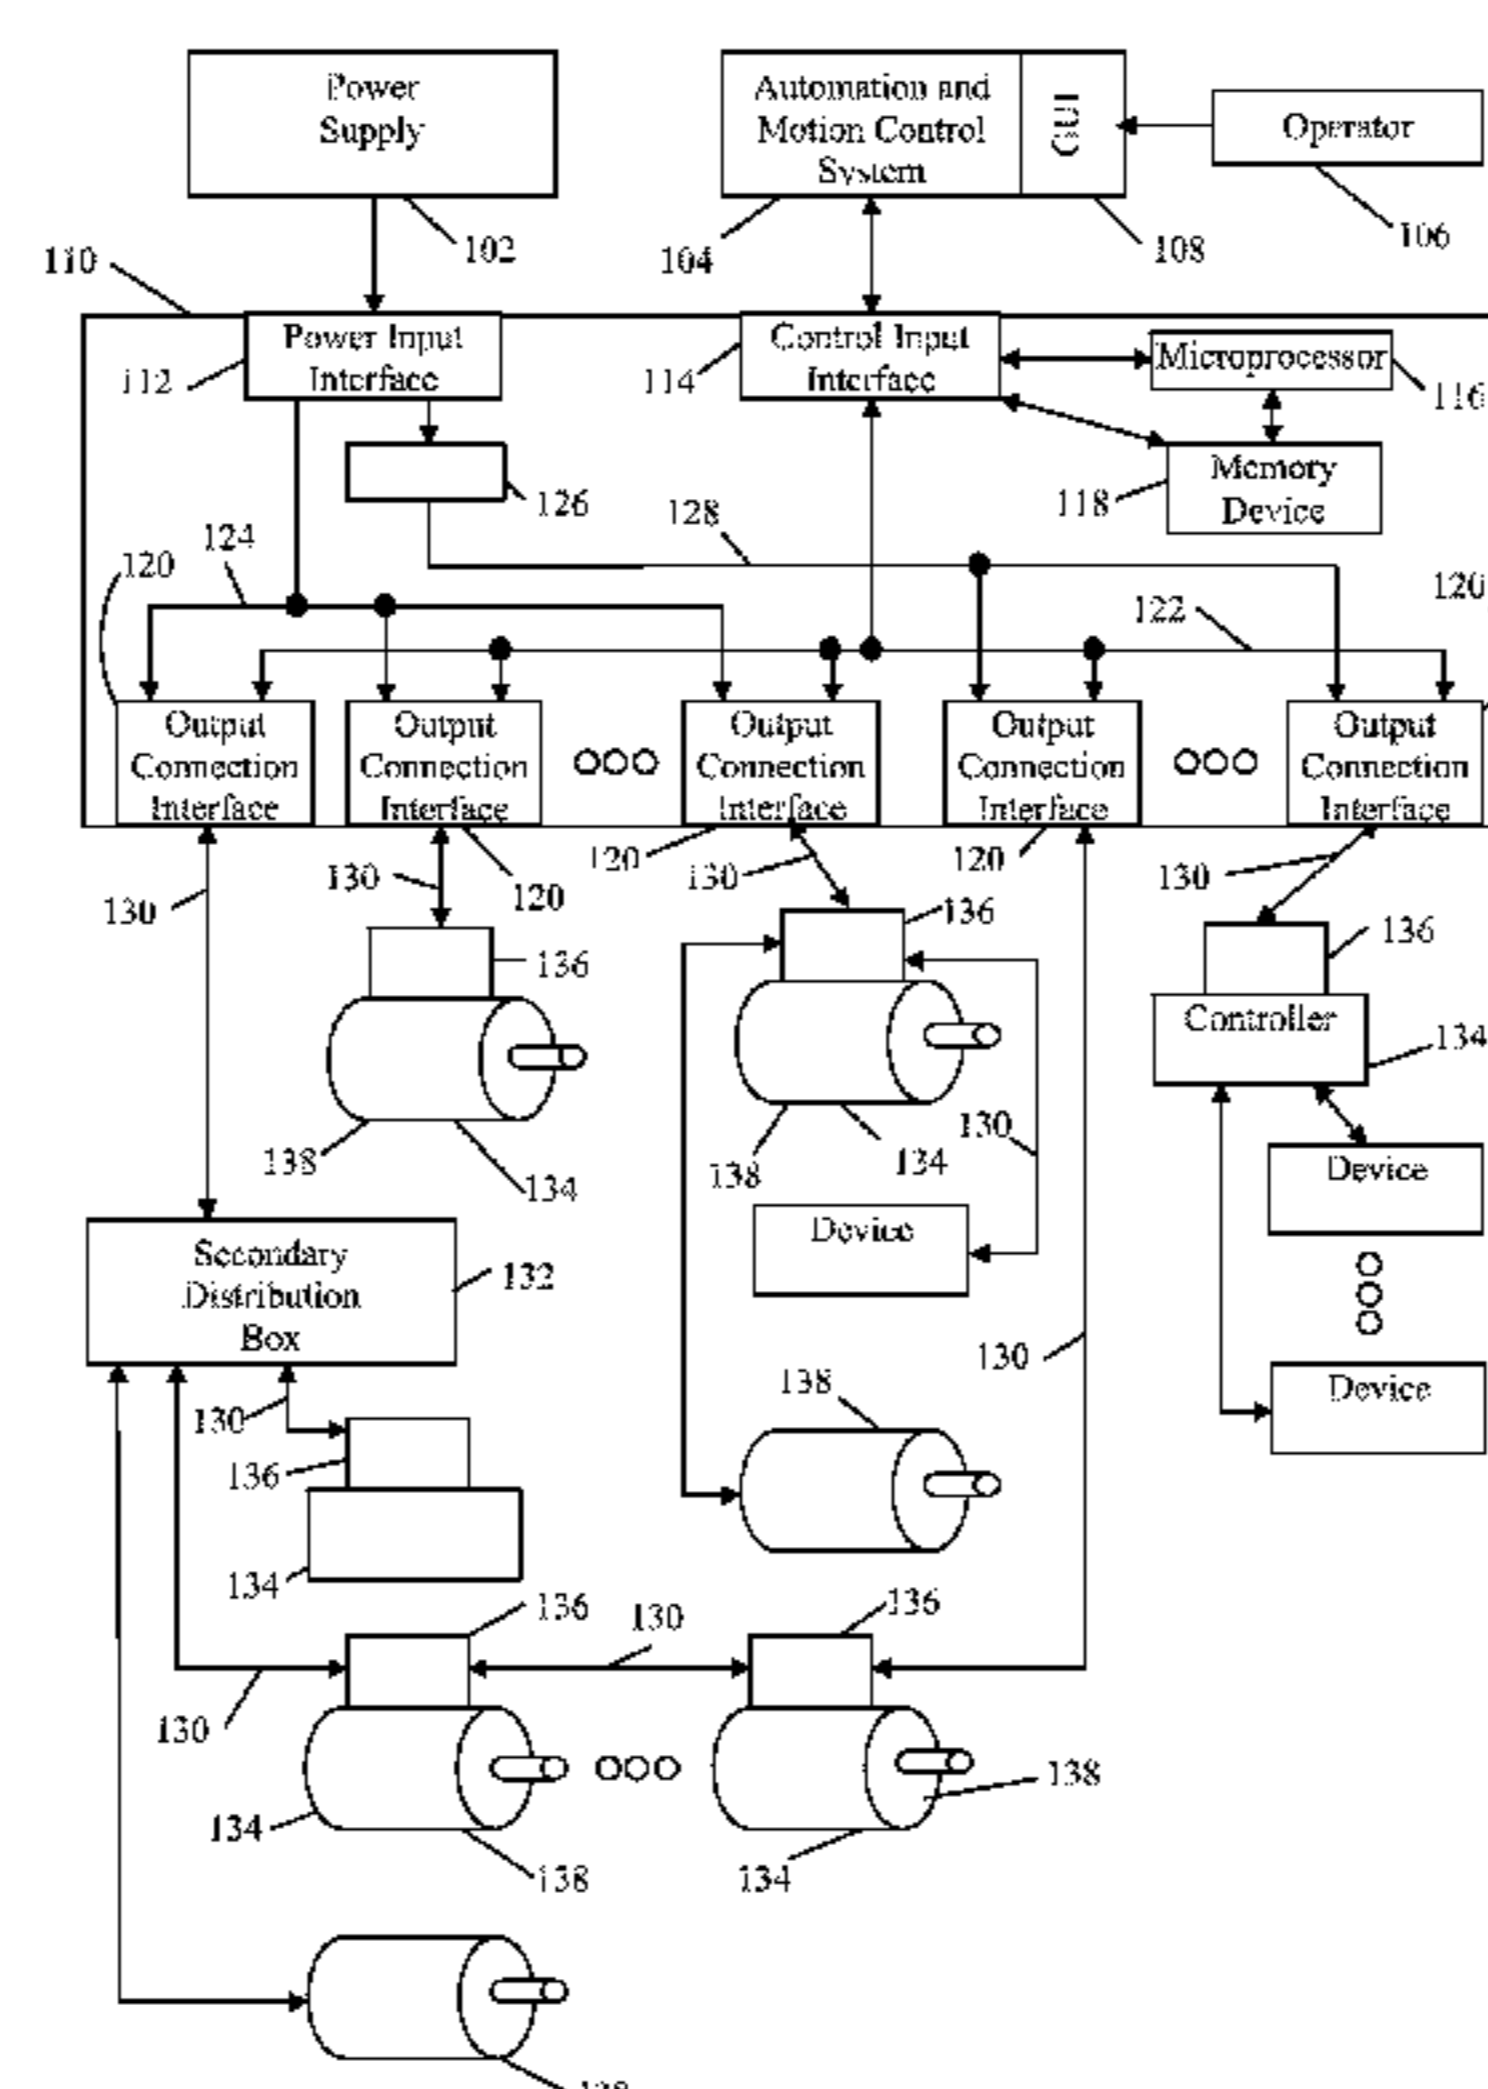 Power
Supply
Automation and
Motion Control
System
GUI
Operator
102
104
108
106
110
Power Input
Interface
Control Input
Interface
Microprocessor
112
114
116
Memory
Device
126
118
128
124
120
122
120
Output
Connection
Interface
Output
Connection
Interface
Output
Connection
Interface
Output
Connection
Interface
Output
Connection
Interface
130
130
120
120
130
120
130
136
136
136
Controller
134
138
134
138
134
130
Device
Device
Secondary
Distribution
Box
132
130
138
Device
130
136
134
136
130
136
130
134
138
134
138
138